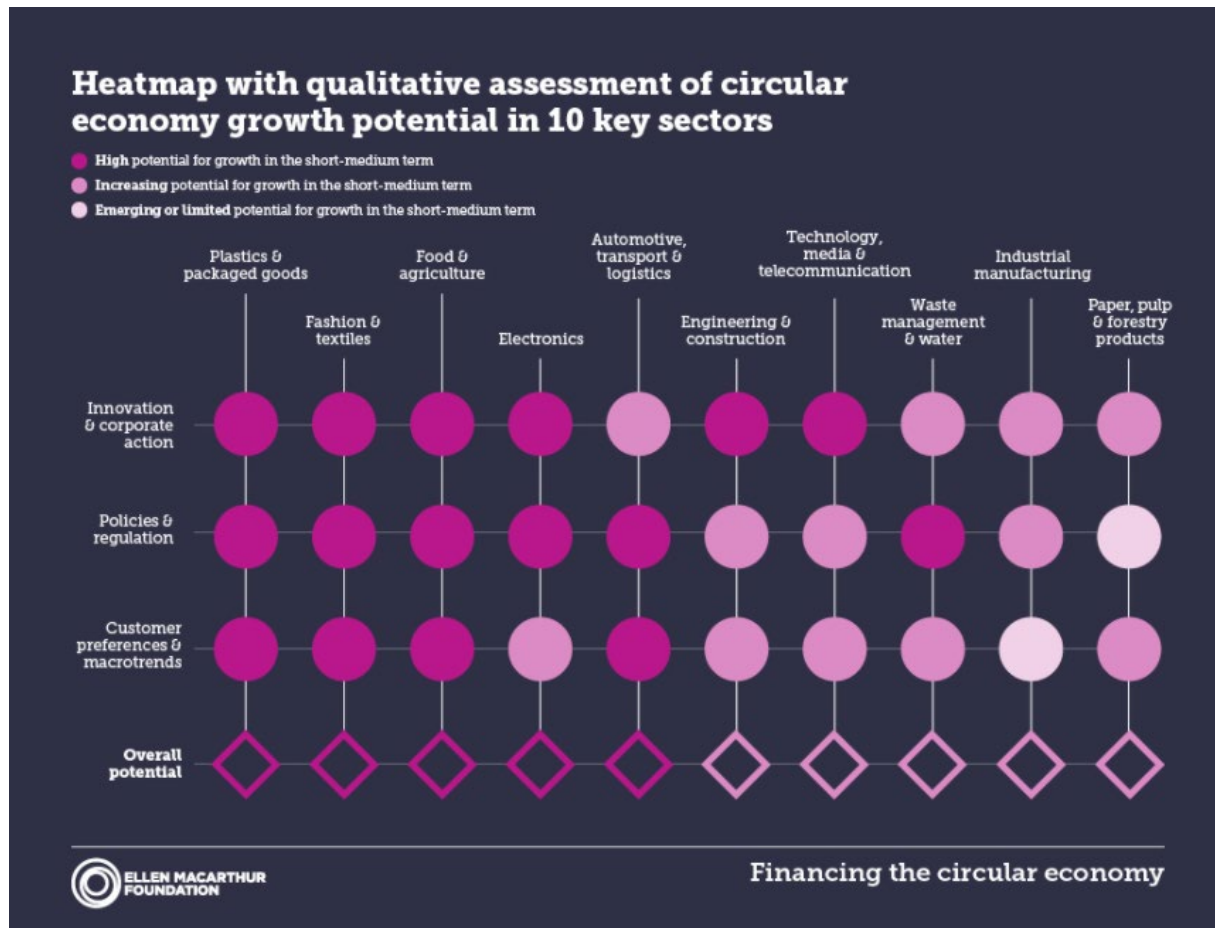 Heatmap with qualitative assessment of circular
economy growth potential in 10 key sectors
High potential for growth in the short-medium term
Increasing potential for growth in the short-medium term
Emerging or limited potential for growth in the short-medium term
Plastics &
packaged goods
Fashion &
textiles
Food &
agriculture
Electronics
Automotive,
transport &
logistics
Engineering &
construction
Technology,
media &
telecommunication
Waste
management
& water
Industrial
manufacturing
Paper, pulp
& forestry
products
Innovation
& corporate
action
Policies &
regulation
Customer
preferences &
macrotrends
Overall
potential
ELLEN MACARTHUR
FOUNDATION
Financing the circular economy